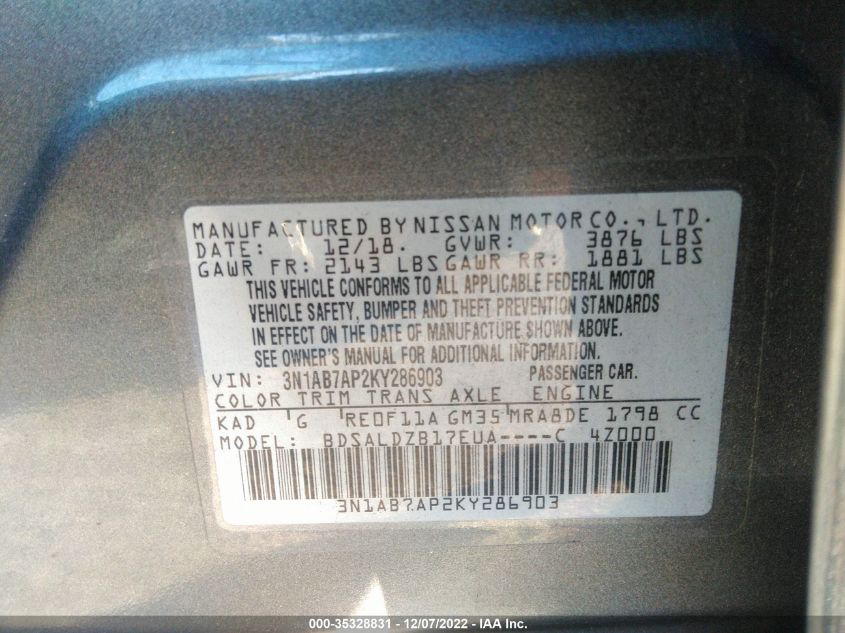 MANUFACTURED BY NISSAN MOTOR CO., LTD.
DATE: 12/18. GVWR: 3876 LBS
GAWR FR: 2143 LBS GAWR RR: 1881 LBS
THIS VEHICLE CONFORMS TO ALL APPLICABLE FEDERAL MOTOR
VEHICLE SAFETY, BUMPER AND THEFT PREVENTION STANDARDS
IN EFFECT ON THE DATE OF MANUFACTURE SHOWN ABOVE.
SEE OWNER'S MANUAL FOR ADDITIONAL INFORMATION.
VIN: 3N1AB7AP2KY286903 PASSENGER CAR.
COLOR TRIM TRANS AXLE ENGINE
KAD G RE0F11A GM35 MRA8DE 1798 CC
MODEL: BDSALDZB17EUA----C 4Z000
3N1AB7AP2KY286903
000-35328831 - 12/07/2022 - IAA Inc.